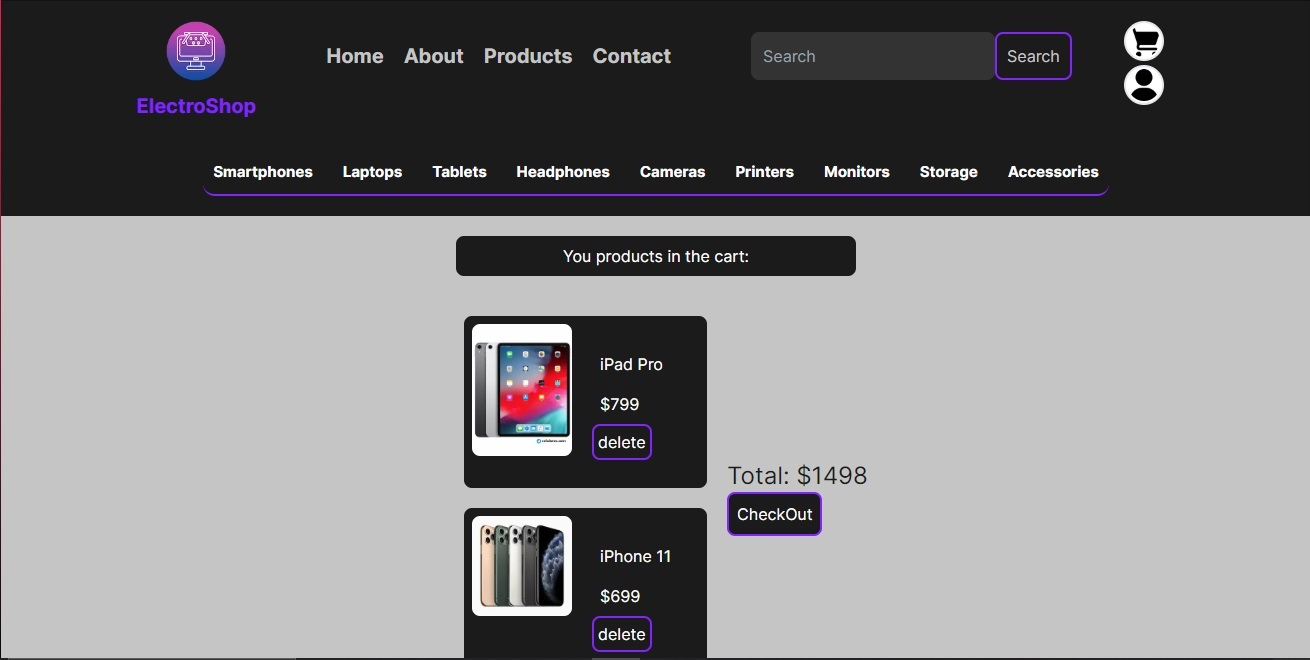 ElectroShop
Home About Products Contact
Search Search
Smartphones Laptops Tablets Headphones Cameras Printers Monitors Storage Accessories
You products in the cart:
iPad Pro
$799
delete
Total: $1498
CheckOut
iPhone 11
$699
delete